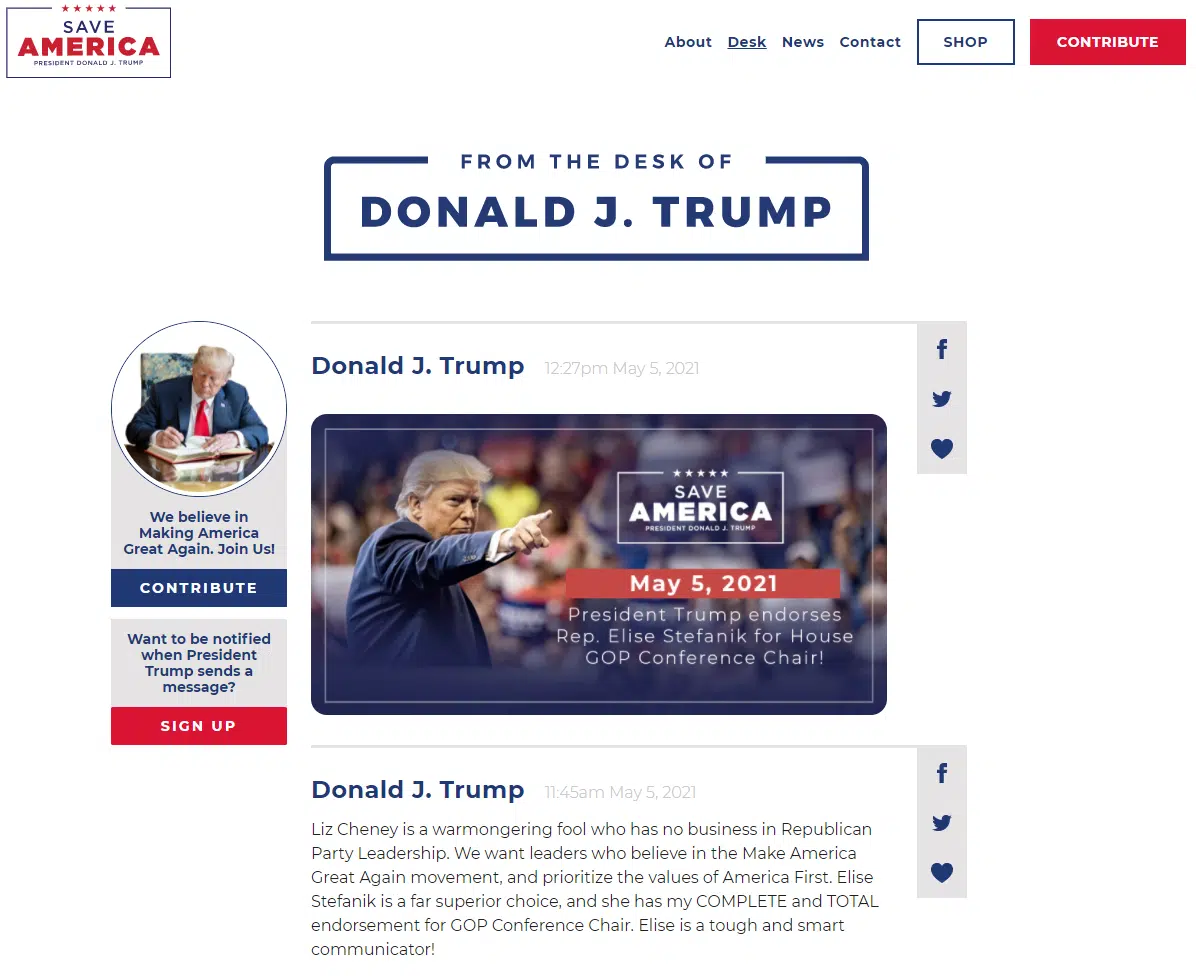 SAVE
AMERICA
PRESIDENT DONALD J. TRUMP
About Desk News Contact SHOP CONTRIBUTE
FROM THE DESK OF
DONALD J. TRUMP
We believe in
Making America
Great Again. Join Us!
CONTRIBUTE
Want to be notified
when President
Trump sends a
message?
SIGN UP
Donald J. Trump 12:27pm May 5, 2021
SAVE
AMERICA
PRESIDENT DONALD J. TRUMP
May 5, 2021
President Trump endorses
Rep. Elise Stefanik for House
GOP Conference Chair!
Donald J. Trump 11:45am May 5, 2021
Liz Cheney is a warmongering fool who has no business in Republican
Party Leadership. We want leaders who believe in the Make America
Great Again movement, and prioritize the values of America First. Elise
Stefanik is a far superior choice, and she has my COMPLETE and TOTAL
endorsement for GOP Conference Chair. Elise is a tough and smart
communicator!